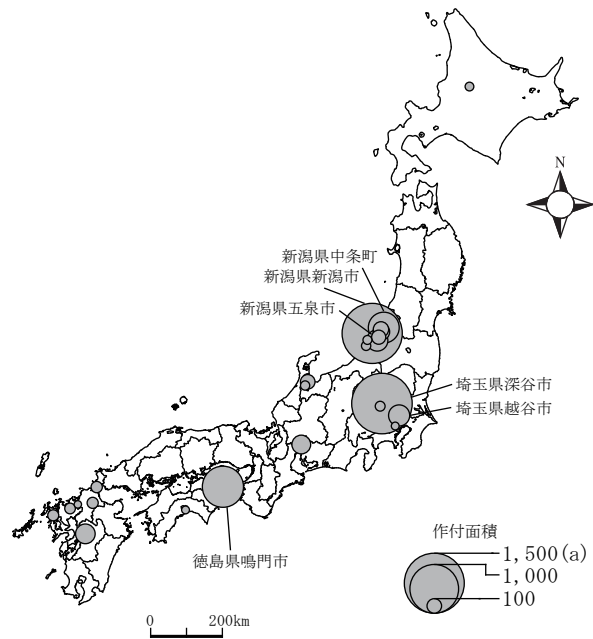 N
新潟県中条町
新潟県新潟市
新潟県五泉市
埼玉県深谷市
埼玉県越谷市
徳島県鳴門市
作付面積
1,500(a)
1,000
100
0 200km